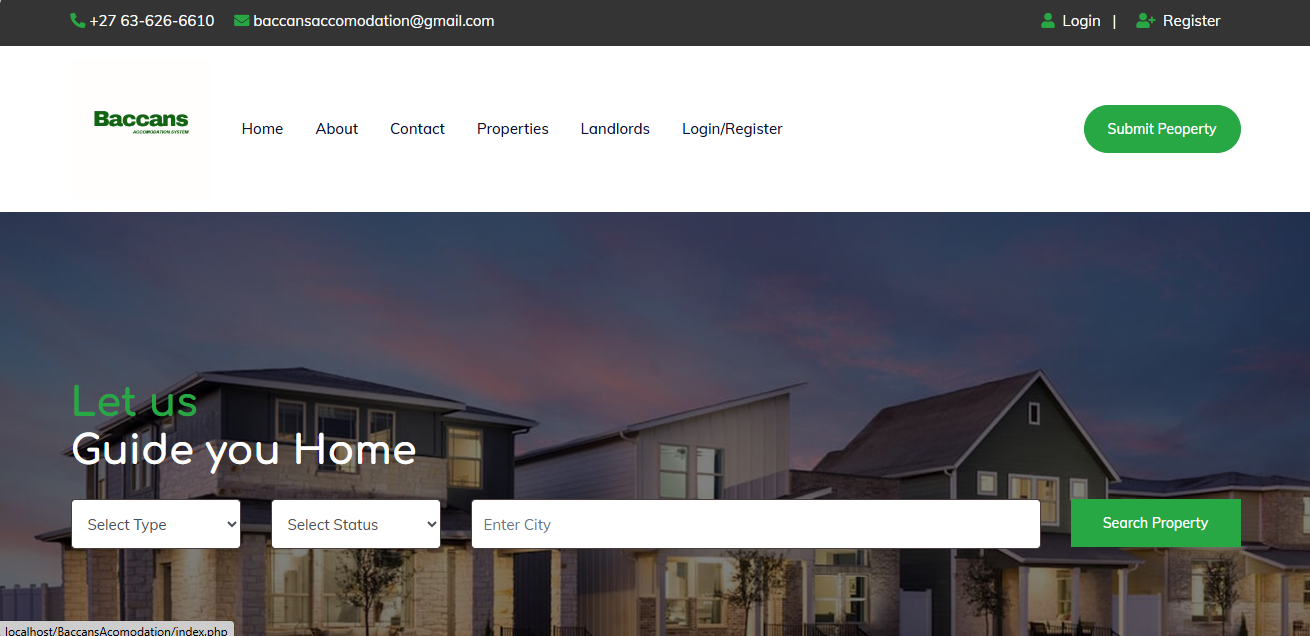 +27 63-626-6610 baccansaccomodation@gmail.com Login | Register
Baccans
ACCOMODATION SYSTEM
Home About Contact Properties Landlords Login/Register Submit Peoperty
Let us
Guide you Home
Select Type Select Status Enter City Search Property
localhost/BaccansAcomodation/index.php